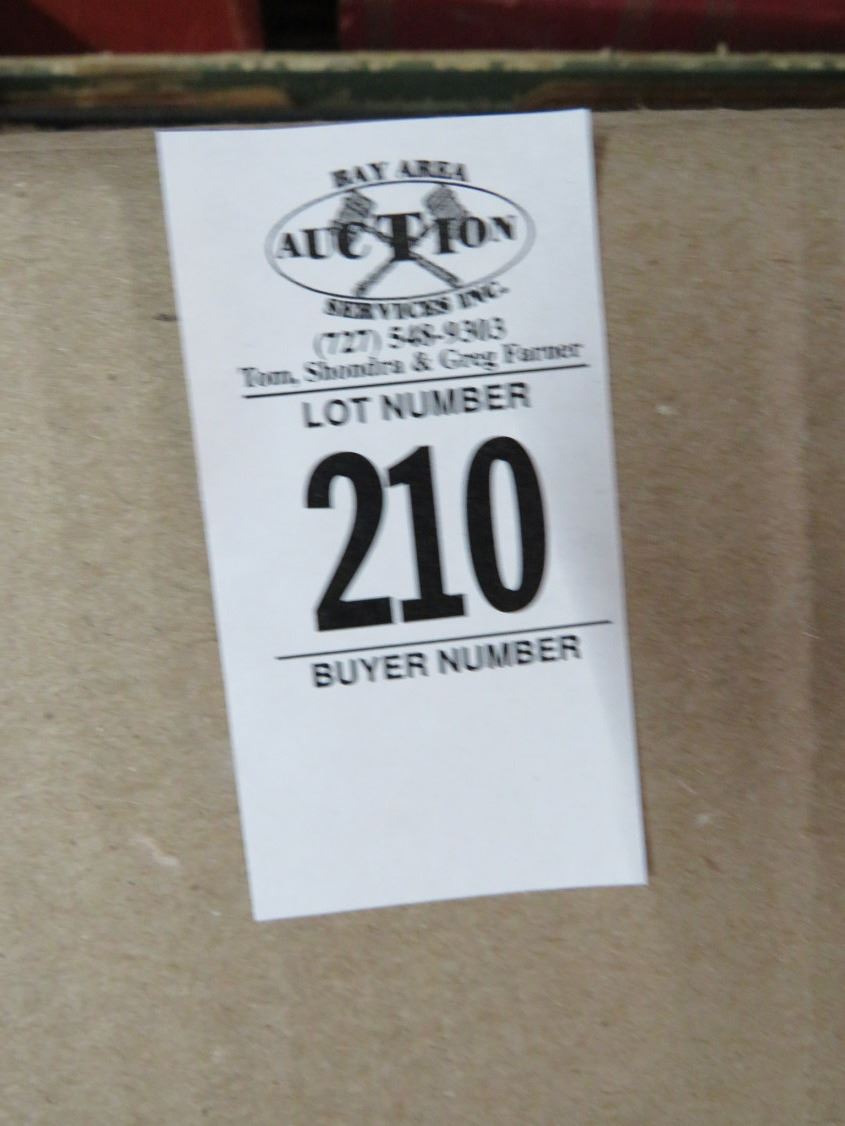 BAY AREA
AUCTION
SERVICES INC.
(727) 548-9303
Tom, Shondra & Greg Farner
LOT NUMBER
210
BUYER NUMBER